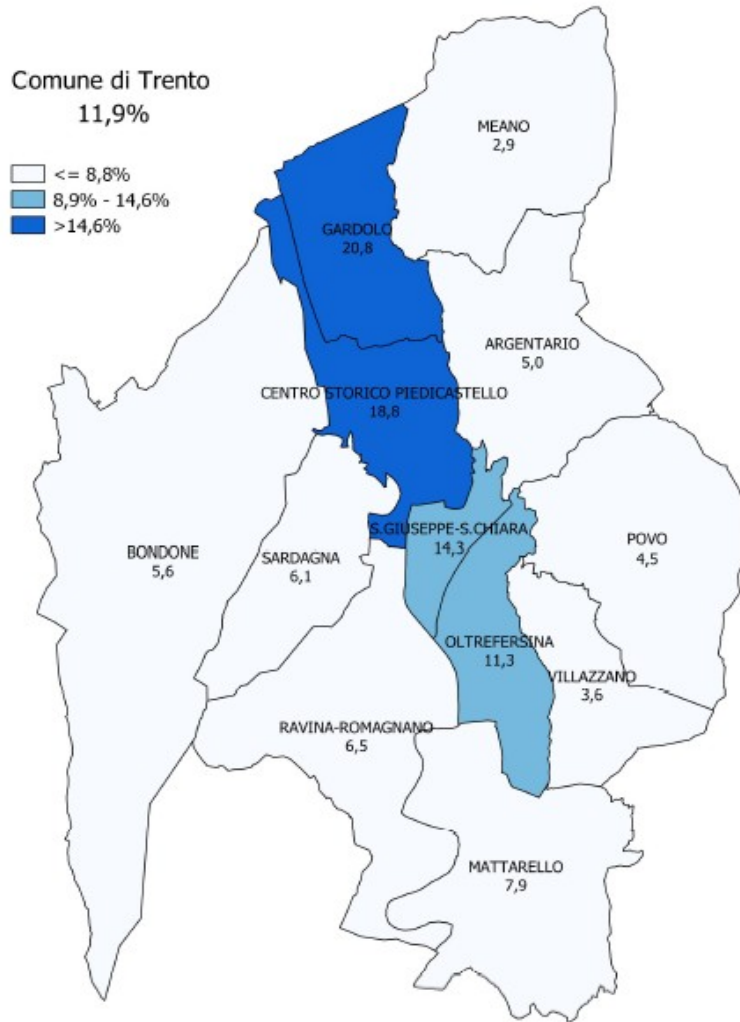 Comune di Trento
11,9%
<= 8,8%
8,9% - 14,6%
>14,6%
MEANO
2,9
GARDOLO
20,8
ARGENTARIO
5,0
CENTRO STORICO PIEDICASTELLO
18,8
S.GIUSEPPE-S.CHIARA
14,3
POVO
4,5
BONDONE
5,6
SARDAGNA
6,1
OLTREFERSINA
11,3
VILLAZZANO
3,6
RAVINA-ROMAGNANO
6,5
MATTARELLO
7,9